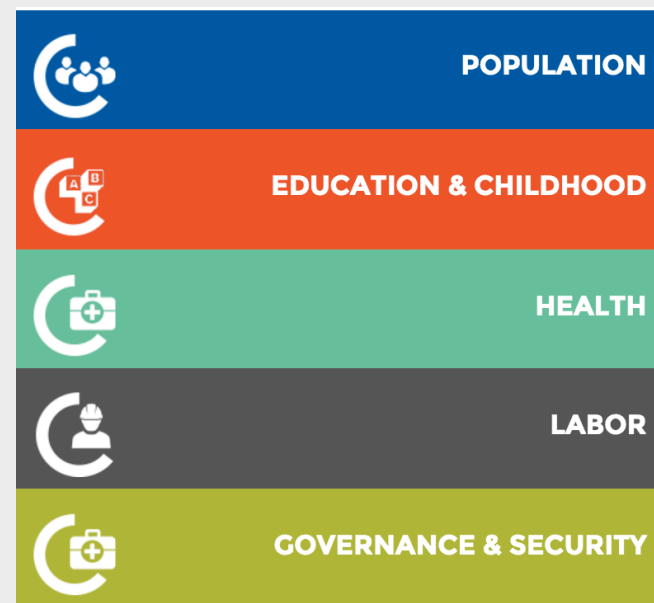 POPULATION
A B C
EDUCATION & CHILDHOOD
HEALTH
LABOR
GOVERNANCE & SECURITY